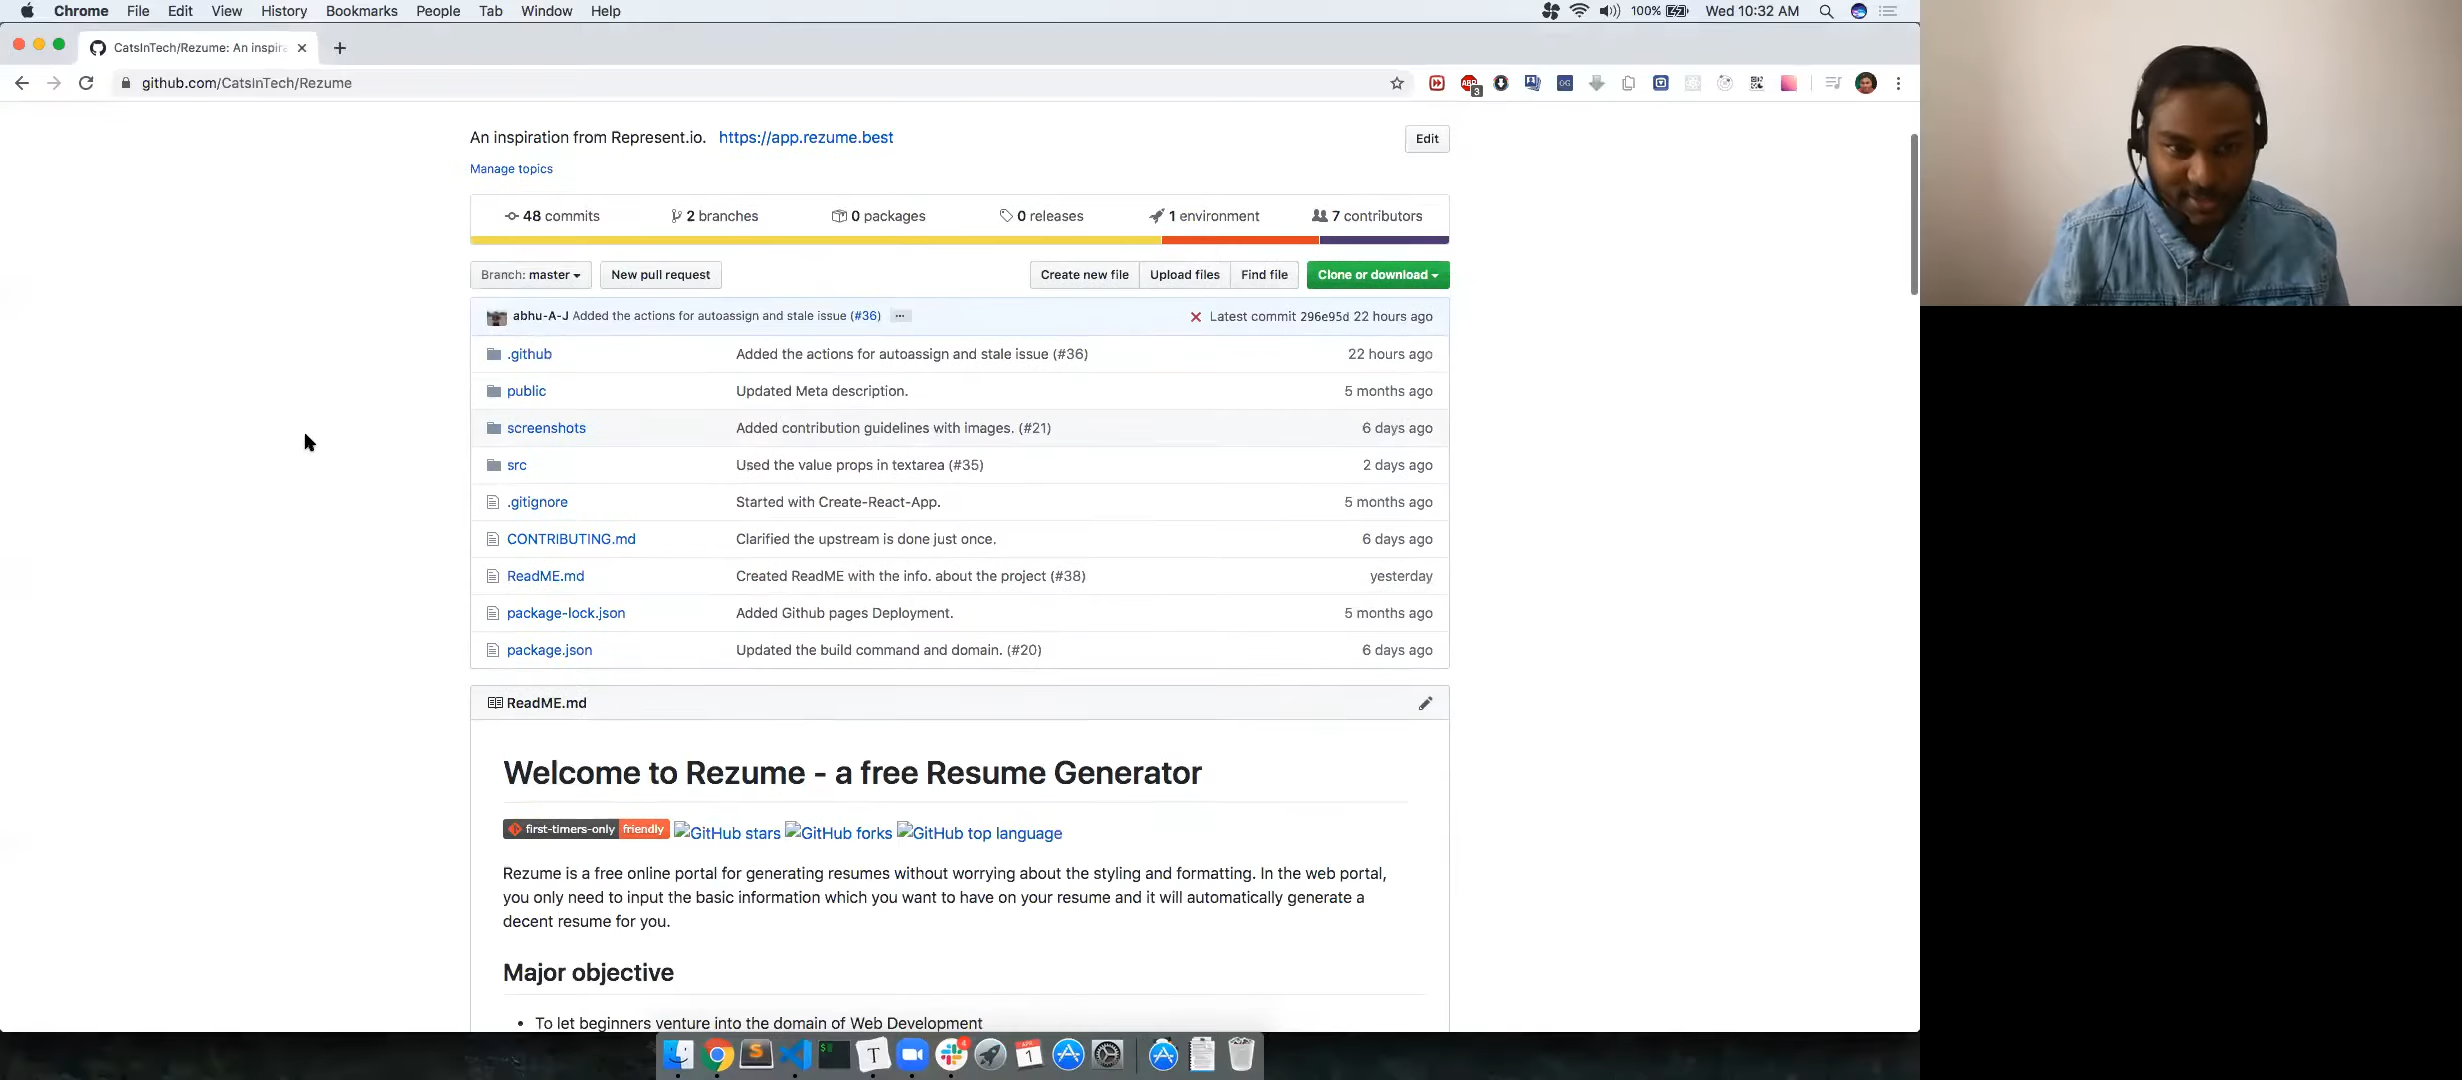 Chrome File Edit View History Bookmarks People Tab Window Help 100% Wed 10:32 AM
CatsInTech/Rezume: An inspira
github.com/CatsInTech/Rezume
ABP 3
An inspiration from Represent.io. https://app.rezume.best Edit
Manage topics
48 commits 2 branches 0 packages 0 releases 1 environment 7 contributors
Branch: master New pull request Create new file Upload files Find file Clone or download
abhu-A-J Added the actions for autoassign and stale issue (#36) ... Latest commit 296e95d 22 hours ago
.github Added the actions for autoassign and stale issue (#36) 22 hours ago
public Updated Meta description. 5 months ago
screenshots Added contribution guidelines with images. (#21) 6 days ago
src Used the value props in textarea (#35) 2 days ago
.gitignore Started with Create-React-App. 5 months ago
CONTRIBUTING.md Clarified the upstream is done just once. 6 days ago
ReadME.md Created ReadME with the info. about the project (#38) yesterday
package-lock.json Added Github pages Deployment. 5 months ago
package.json Updated the build command and domain. (#20) 6 days ago
ReadME.md
Welcome to Rezume - a free Resume Generator
first-timers-only friendly GitHub stars GitHub forks GitHub top language
Rezume is a free online portal for generating resumes without worrying about the styling and formatting. In the web portal,
you only need to input the basic information which you want to have on your resume and it will automatically generate a
decent resume for you.
Major objective
• To let beginners venture into the domain of Web Development
S $ T 4 APR 1